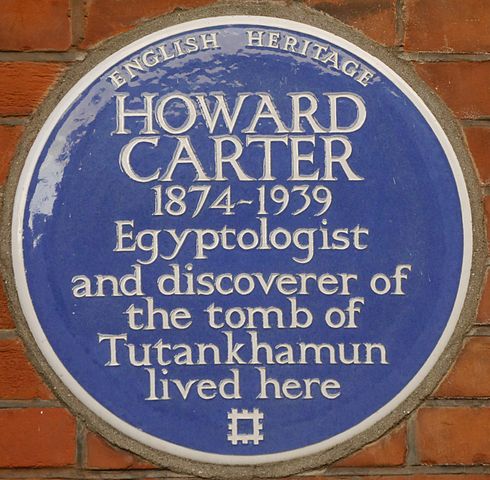 ENGLISH HERITAGE
HOWARD
CARTER
1874~1939
Egyptologist
and discoverer of
the tomb of
Tutankhamun
lived here